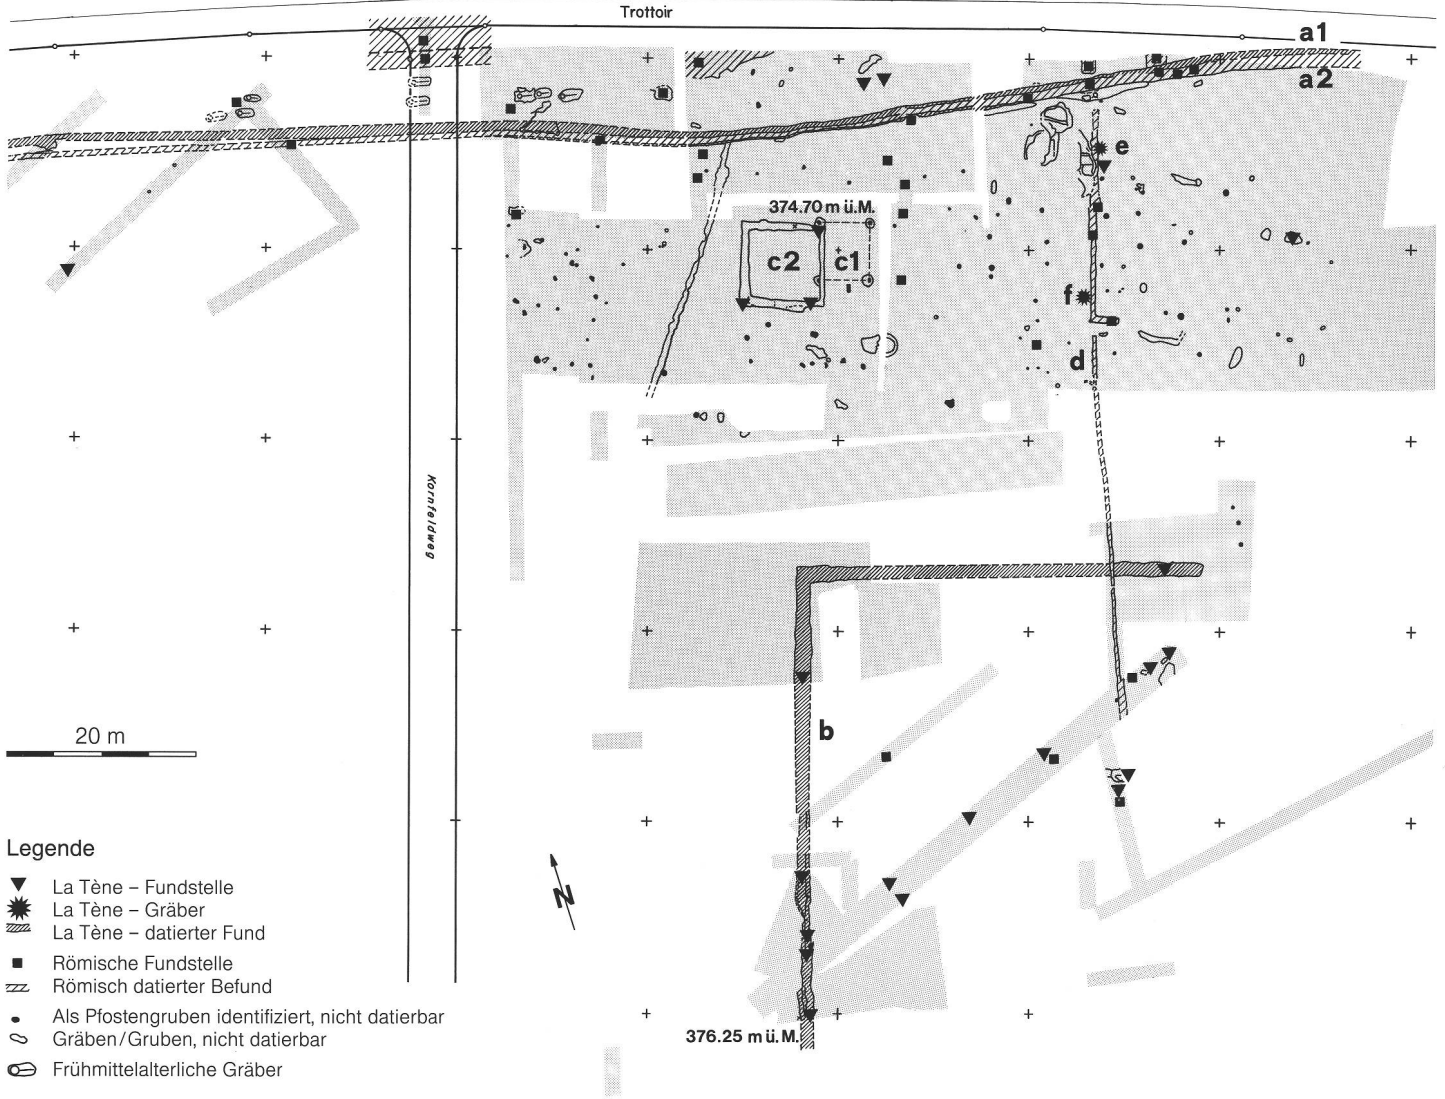 Trottoir
a1
a2
e
374.70 m ü.M.
c2
c1
f
d
Kornfeldweg
b
20 m
N
376.25 m ü.M.
Legende
La Tène – Fundstelle
La Tène – Gräber
La Tène – datierter Fund
Römische Fundstelle
Römisch datierter Befund
Als Pfostengruben identifiziert, nicht datierbar
Gräben/Gruben, nicht datierbar
Frühmittelalterliche Gräber